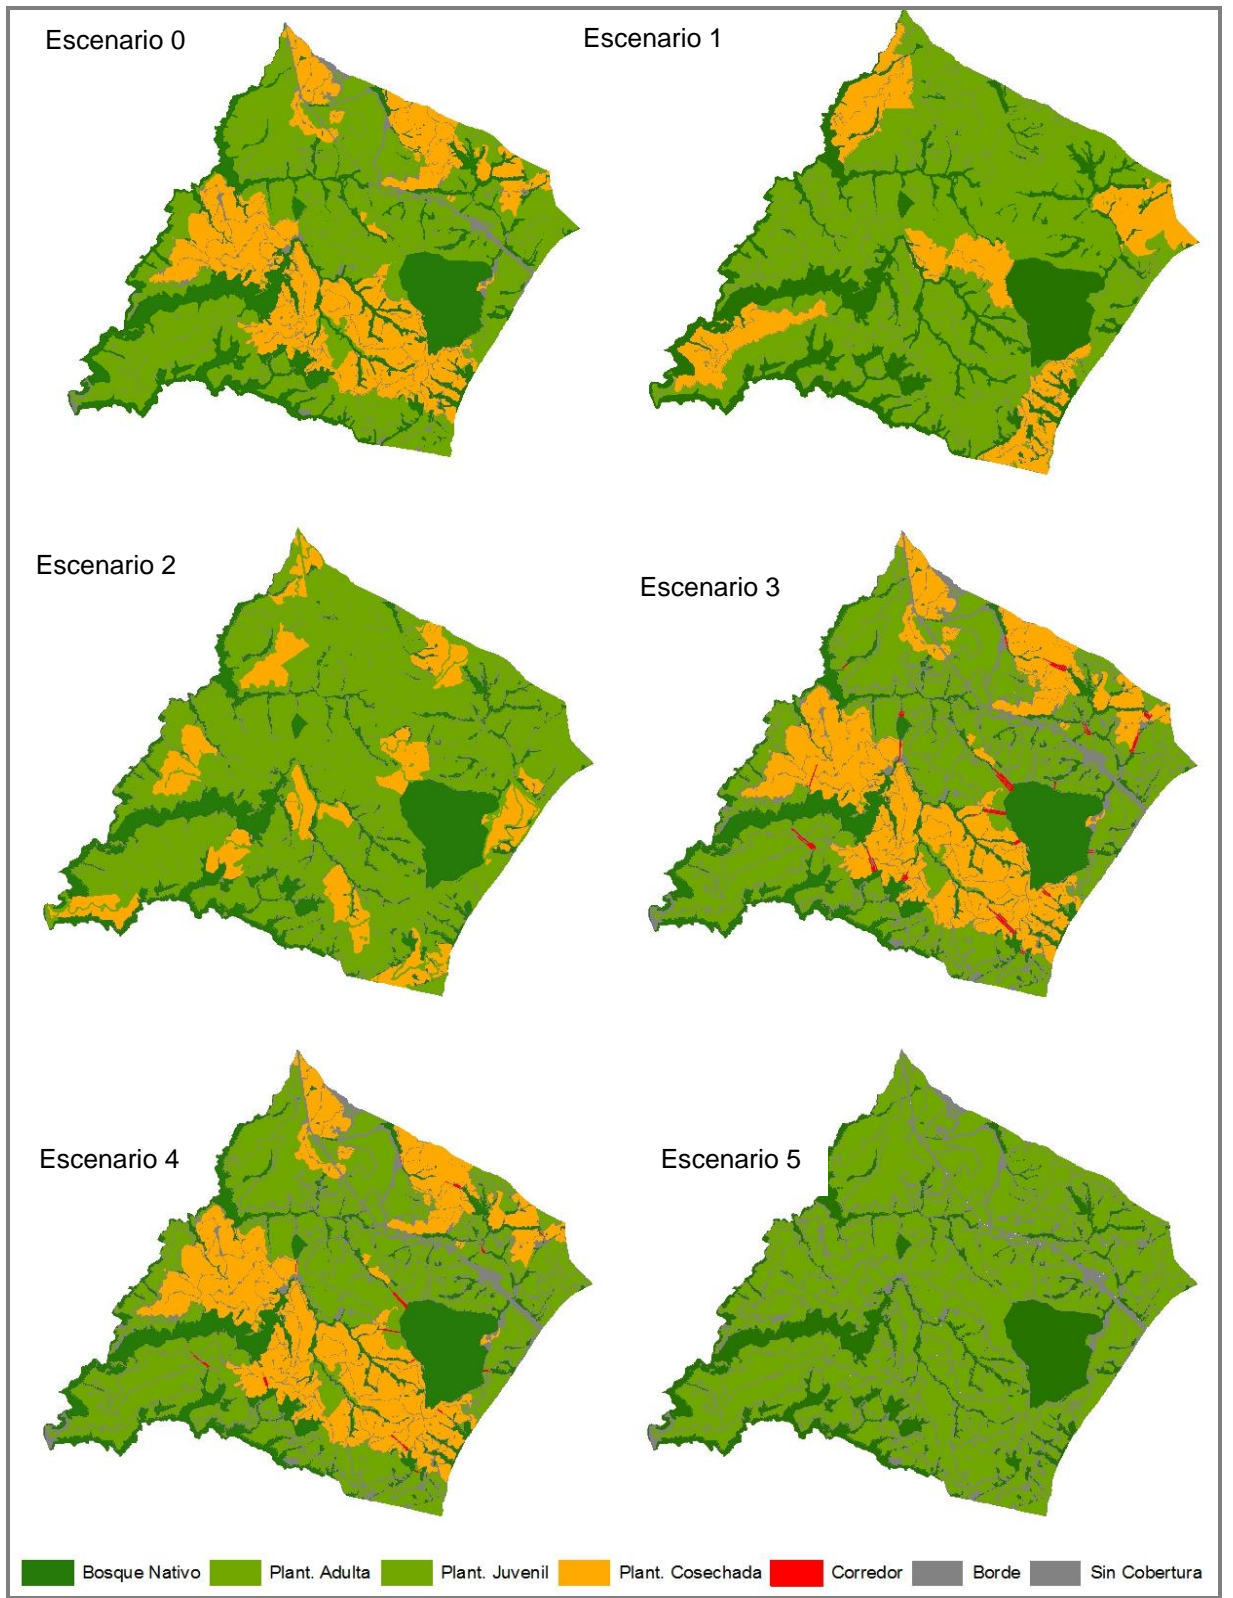 Escenario 0
Escenario 1
Escenario 2
Escenario 3
Escenario 4
Escenario 5
Bosque Nativo
Plant. Adulta
Plant. Juvenil
Plant. Cosechada
Corredor
Borde
Sin Cobertura